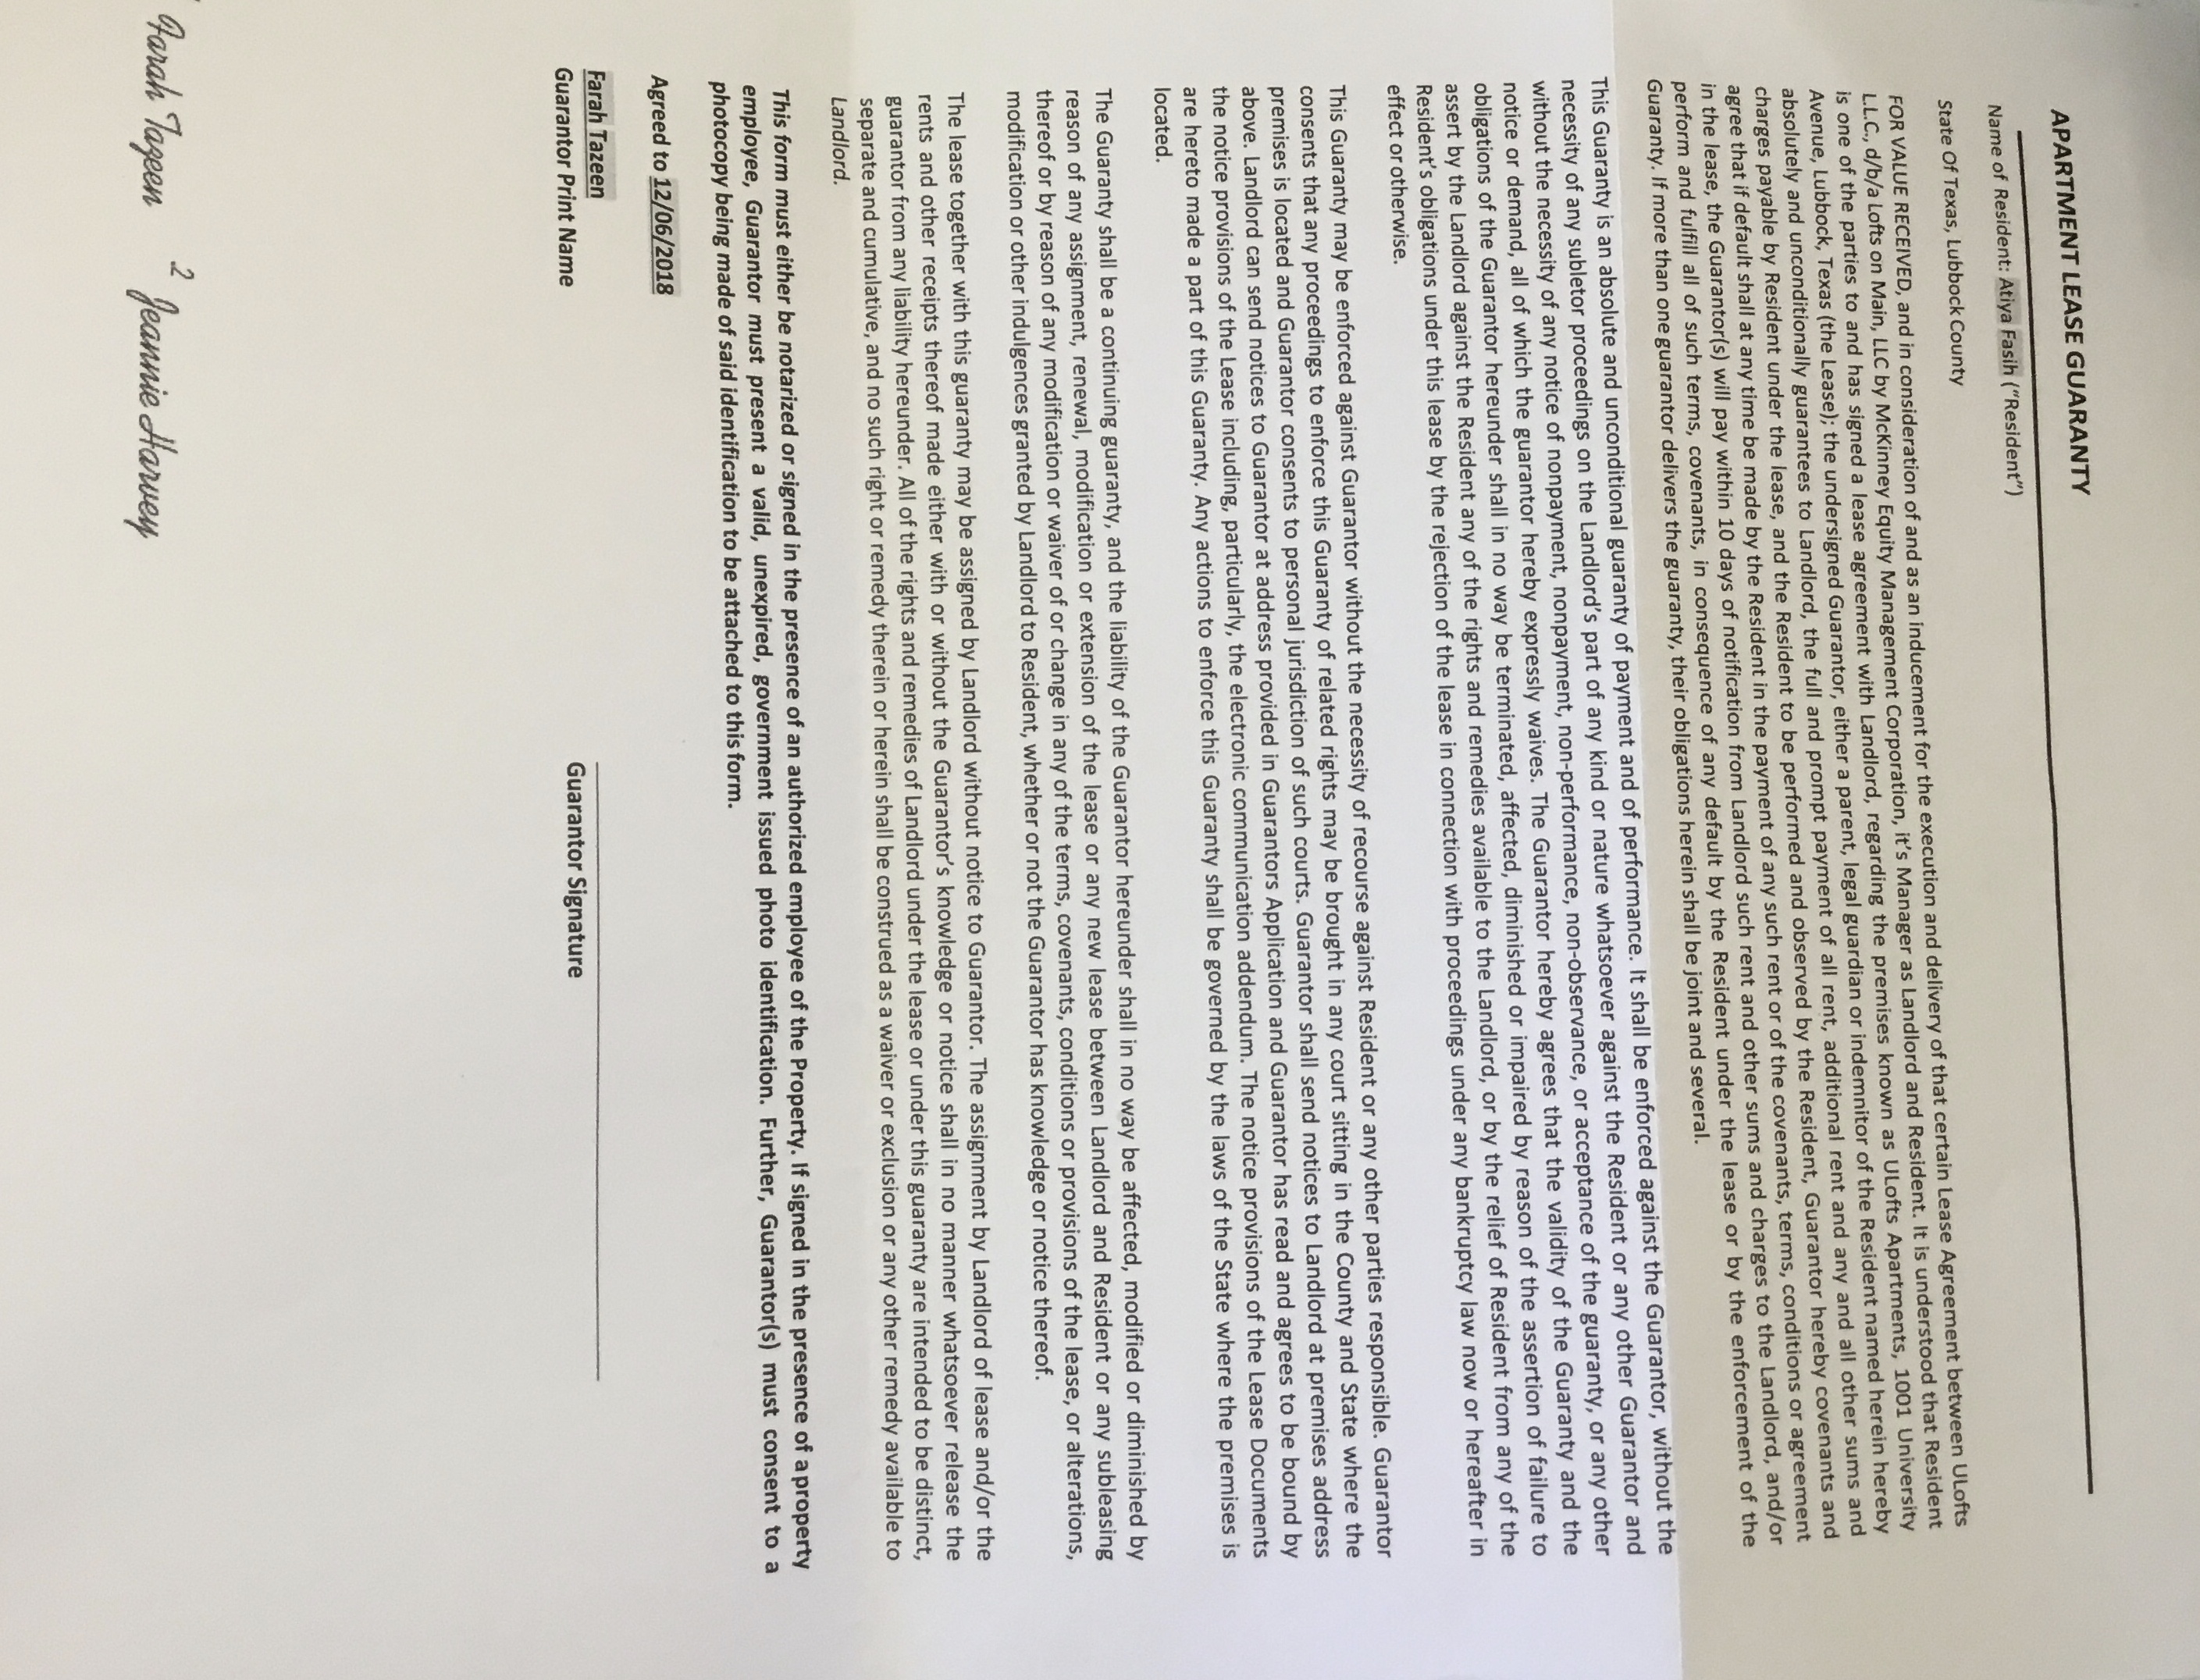 APARTMENT LEASE GUARANTY
Name of Resident: Atiya Fasih ("Resident")
State Of Texas, Lubbock County
FOR VALUE RECEIVED, and in consideration of and as an inducement for the execution and delivery of that certain Lease Agreement between ULofts
L.L.C., d/b/a Lofts on Main, LLC by McKinney Equity Management Corporation, it's Manager as Landlord and Resident. It is understood that Resident
is one of the parties to and has signed a lease agreement with Landlord, regarding the premises known as ULofts Apartments, 1001 University
Avenue, Lubbock, Texas (the Lease); the undersigned Guarantor, either a parent, legal guardian or indemnitor of the Resident named herein hereby
absolutely and unconditionally guarantees to Landlord, the full and prompt payment of all rent, additional rent and any and all other sums and
charges payable by Resident under the lease, and the Resident to be performed and observed by the Resident, Guarantor hereby covenants and
agree that if default shall at any time be made by the Resident in the payment of any such rent or of the covenants, terms, conditions or agreement
in the lease, the Guarantor(s) will pay within 10 days of notification from Landlord such rent and other sums and charges to the Landlord, and/or
perform and fulfill all of such terms, covenants, in consequence of any default by the Resident under the lease or by the enforcement of the
Guaranty. If more than one guarantor delivers the guaranty, their obligations herein shall be joint and several.
This Guaranty is an absolute and unconditional guaranty of payment and of performance. It shall be enforced against the Guarantor, without the
necessity of any subletor proceedings on the Landlord's part of any kind or nature whatsoever against the Resident or any other Guarantor and
without the necessity of any notice of nonpayment, nonpayment, non-performance, non-observance, or acceptance of the guaranty, or any other
notice or demand, all of which the guarantor hereby expressly waives. The Guarantor hereby agrees that the validity of the Guaranty and the
obligations of the Guarantor hereunder shall in no way be terminated, affected, diminished or impaired by reason of the assertion of failure to
assert by the Landlord against the Resident any of the rights and remedies available to the Landlord, or by the relief of Resident from any of the
Resident's obligations under this lease by the rejection of the lease in connection with proceedings under any bankruptcy law now or hereafter in
effect or otherwise.
This Guaranty may be enforced against Guarantor without the necessity of recourse against Resident or any other parties responsible. Guarantor
consents that any proceedings to enforce this Guaranty of related rights may be brought in any court sitting in the County and State where the
premises is located and Guarantor consents to personal jurisdiction of such courts. Guarantor shall send notices to Landlord at premises address
above. Landlord can send notices to Guarantor at address provided in Guarantors Application and Guarantor has read and agrees to be bound by
the notice provisions of the Lease including, particularly, the electronic communication addendum. The notice provisions of the Lease Documents
are hereto made a part of this Guaranty. Any actions to enforce this Guaranty shall be governed by the laws of the State where the premises is
located.
The Guaranty shall be a continuing guaranty, and the liability of the Guarantor hereunder shall in no way be affected, modified or diminished by
reason of any assignment, renewal, modification or extension of the lease or any new lease between Landlord and Resident or any subleasing
thereof or by reason of any modification or waiver of or change in any of the terms, covenants, conditions or provisions of the lease, or alterations,
modification or other indulgences granted by Landlord to Resident, whether or not the Guarantor has knowledge or notice thereof.
The lease together with this guaranty may be assigned by Landlord without notice to Guarantor. The assignment by Landlord of lease and/or the
rents and other receipts thereof made either with or without the Guarantor's knowledge or notice shall in no manner whatsoever release the
guarantor from any liability hereunder. All of the rights and remedies of Landlord under the lease or under this guaranty are intended to be distinct,
separate and cumulative, and no such right or remedy therein or herein shall be construed as a waiver or exclusion or any other remedy available to
Landlord.
This form must either be notarized or signed in the presence of an authorized employee of the Property. If signed in the presence of a property
employee, Guarantor must present a valid, unexpired, government issued photo identification. Further, Guarantor(s) must consent to a
photocopy being made of said identification to be attached to this form.
Agreed to 12/06/2018
Farah Tazeen
Guarantor Print Name
Guarantor Signature
Farah Tazeen 2 Jeannie Harvey